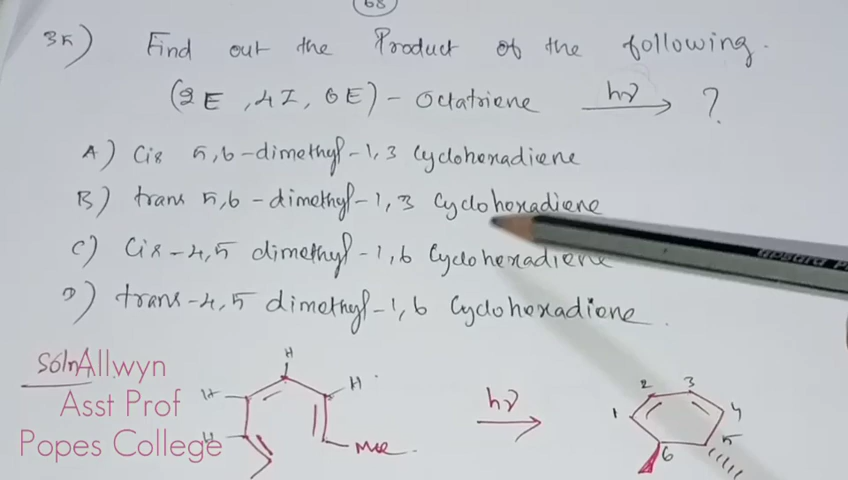 68
35) Find out the Product of the following.
(2E, 4Z, 6E) - Octatriene hν ?
A) Cis 5,6-dimethyl-1,3 Cyclohexadiene
B) trans 5,6-dimethyl-1,3 Cyclohexadiene
C) Cis-4,5 dimethyl-1,6 Cyclohexadiene
D) trans-4,5 dimethyl-1,6 Cyclohexadiene.
Soln
Allwyn
Asst Prof
Popes College
H
H H
H Me
hν
1 2 3 4 5 6